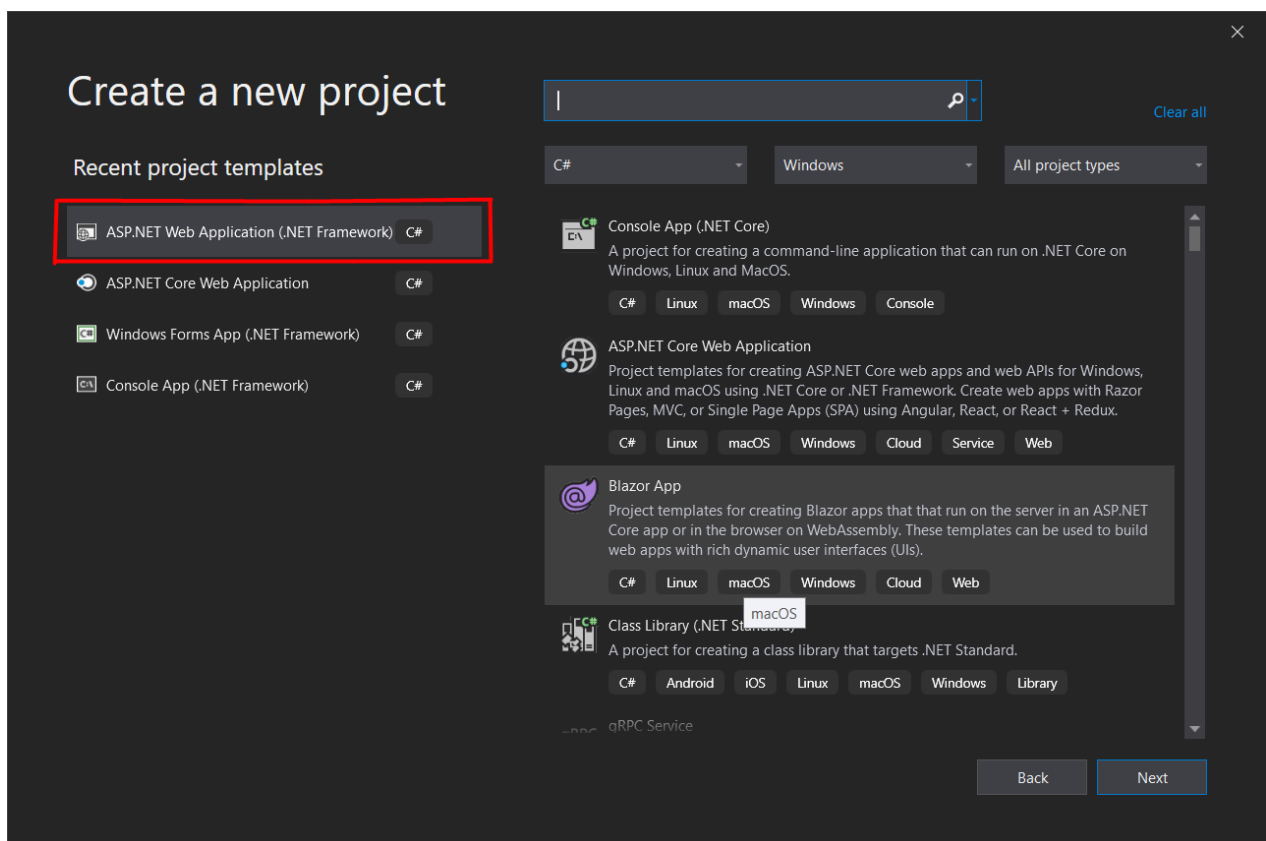 Create a new project
Clear all
Recent project templates
C#
Windows
All project types
ASP.NET Web Application (.NET Framework) C#
ASP.NET Core Web Application C#
Windows Forms App (.NET Framework) C#
Console App (.NET Framework) C#
Console App (.NET Core)
A project for creating a command-line application that can run on .NET Core on
Windows, Linux and MacOS.
C# Linux macOS Windows Console
ASP.NET Core Web Application
Project templates for creating ASP.NET Core web apps and web APIs for Windows,
Linux and macOS using .NET Core or .NET Framework. Create web apps with Razor
Pages, MVC, or Single Page Apps (SPA) using Angular, React, or React + Redux.
C# Linux macOS Windows Cloud Service Web
Blazor App
Project templates for creating Blazor apps that that run on the server in an ASP.NET
Core app or in the browser on WebAssembly. These templates can be used to build
web apps with rich dynamic user interfaces (UIs).
C# Linux macOS Windows Cloud Web
macOS
Class Library (.NET
A project for creating a class library that targets .NET Standard.
C# Android iOS Linux macOS Windows Library
gRPC Service
Back
Next